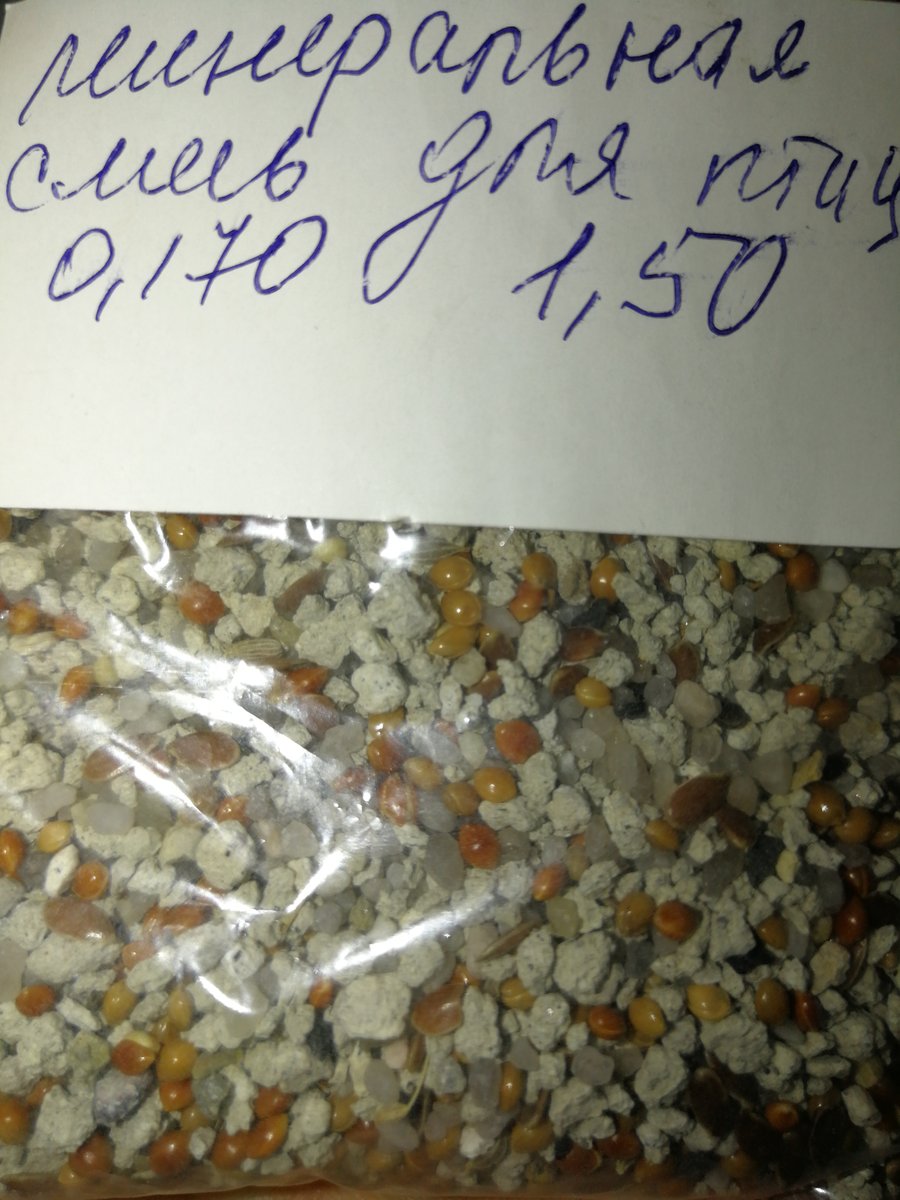 минеральная
смесь для птиц
0,170 1,50